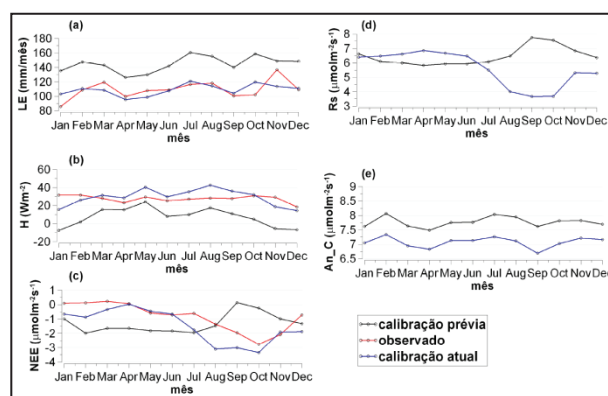 (a)
LE (mm/mês)
180
160
140
120
100
80
Jan Feb Mar Apr May Jun Jul Aug Sep Oct Nov Dec
mês
(b)
H (Wm⁻²)
60
40
20
0
-20
Jan Feb Mar Apr May Jun Jul Aug Sep Oct Nov Dec
mês
(c)
NEE (μmolm⁻²s⁻¹)
1
0
-1
-2
-3
-4
Jan Feb Mar Apr May Jun Jul Aug Sep Oct Nov Dec
mês
(d)
Rs (μmolm⁻²s⁻¹)
8
7
6
5
4
3
Jan Feb Mar Apr May Jun Jul Aug Sep Oct Nov Dec
mês
(e)
An_C (μmolm⁻²s⁻¹)
9
8.5
8
7.5
7
6.5
6
Jan Feb Mar Apr May Jun Jul Aug Sep Oct Nov Dec
mês
calibração prévia
observado
calibração atual